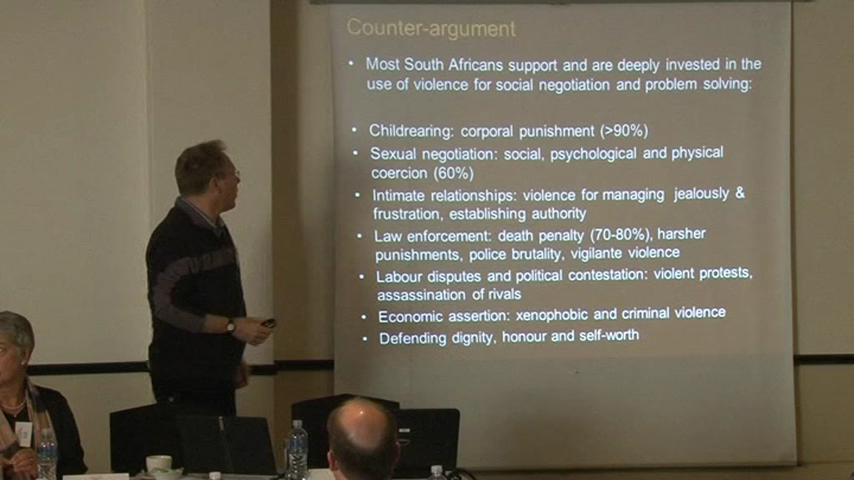 Counter-argument
• Most South Africans support and are deeply invested in the
use of violence for social negotiation and problem solving:
• Childrearing: corporal punishment (>90%)
• Sexual negotiation: social, psychological and physical
coercion (60%)
• Intimate relationships: violence for managing jealously &
frustration, establishing authority
• Law enforcement: death penalty (70-80%), harsher
punishments, police brutality, vigilante violence
• Labour disputes and political contestation: violent protests,
assassination of rivals
• Economic assertion: xenophobic and criminal violence
• Defending dignity, honour and self-worth